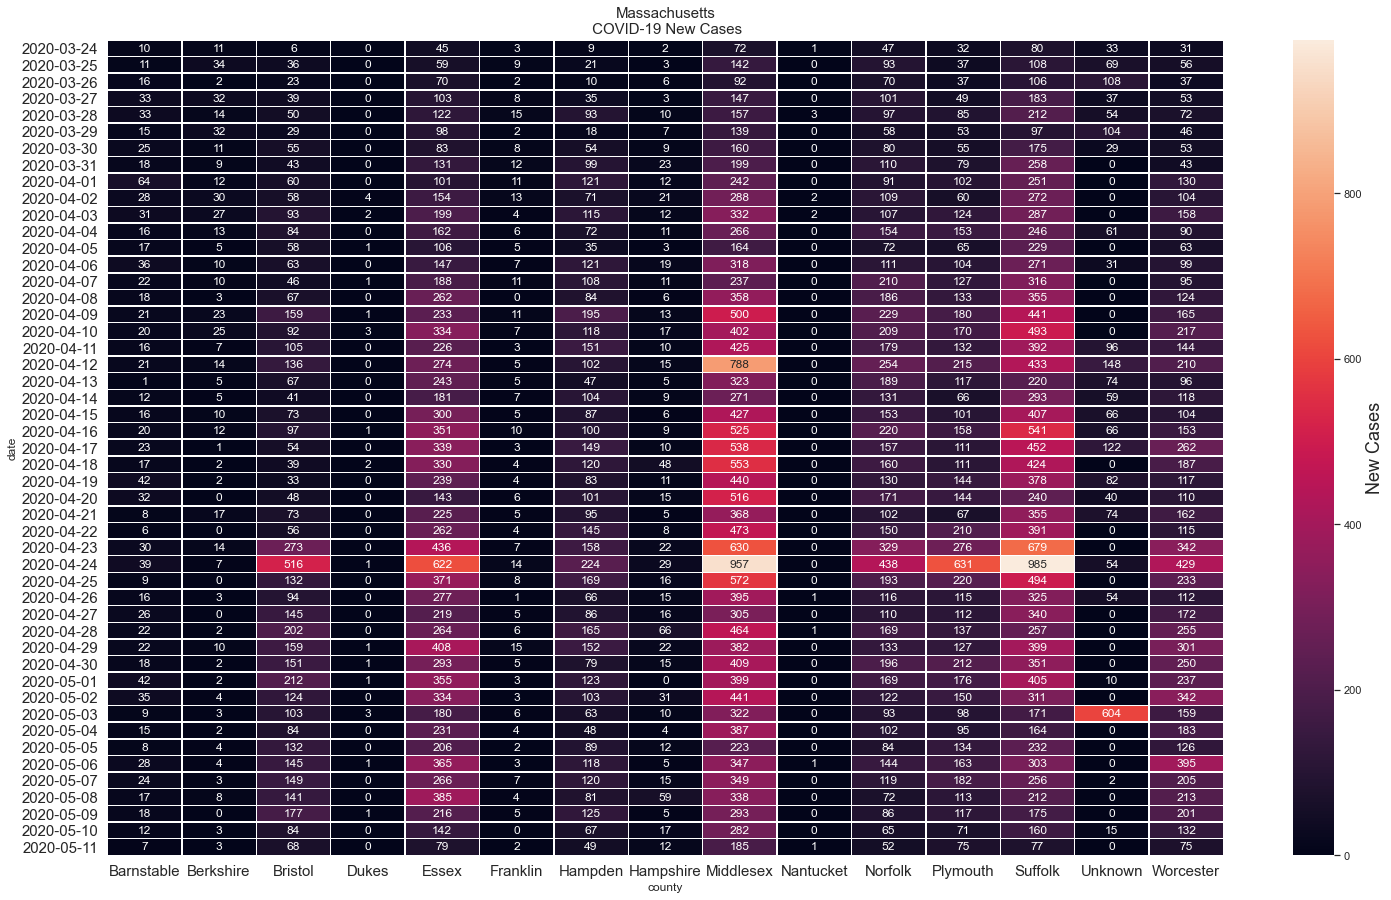 Massachusetts
COVID-19 New Cases
2020-03-24 10 11 6 0 45 3 9 2 72 1 47 32 80 33 31
2020-03-25 11 34 36 0 59 9 21 3 142 0 93 37 108 69 56
2020-03-26 16 2 23 0 70 2 10 6 92 0 70 37 106 108 37
2020-03-27 33 32 39 0 103 8 35 3 147 0 101 49 183 37 53
2020-03-28 33 14 50 0 122 15 93 10 157 3 97 85 212 54 72
2020-03-29 15 32 29 0 98 2 18 7 139 0 58 53 97 104 46
2020-03-30 25 11 55 0 83 8 54 9 160 0 80 55 175 29 53
2020-03-31 18 9 43 0 131 12 99 23 199 0 110 79 258 0 43
2020-04-01 64 12 60 0 101 11 121 12 242 0 91 102 251 0 130
2020-04-02 28 30 58 4 154 13 71 21 288 2 109 60 272 0 104
2020-04-03 31 27 93 2 199 4 115 12 332 2 107 124 287 0 158
2020-04-04 16 13 84 0 162 6 72 11 266 0 154 153 246 61 90
2020-04-05 17 5 58 1 106 5 35 3 164 0 72 65 229 0 63
2020-04-06 36 10 63 0 147 7 121 19 318 0 111 104 271 31 99
2020-04-07 22 10 46 1 188 11 108 11 237 0 210 127 316 0 95
2020-04-08 18 3 67 0 262 0 84 6 358 0 186 133 355 0 124
2020-04-09 21 23 159 1 233 11 195 13 500 0 229 180 441 0 165
2020-04-10 20 25 92 3 334 7 118 17 402 0 209 170 493 0 217
2020-04-11 16 7 105 0 226 3 151 10 425 0 179 132 392 96 144
2020-04-12 21 14 136 0 274 5 102 15 788 0 254 215 433 148 210
2020-04-13 1 5 67 0 243 5 47 5 323 0 189 117 220 74 96
2020-04-14 12 5 41 0 181 7 104 9 271 0 131 66 293 59 118
2020-04-15 16 10 73 0 300 5 87 6 427 0 153 101 407 66 104
2020-04-16 20 12 97 1 351 10 100 9 525 0 220 158 541 66 153
2020-04-17 23 1 54 0 339 3 149 10 538 0 157 111 452 122 262
2020-04-18 17 2 39 2 330 4 120 48 553 0 160 111 424 0 187
2020-04-19 42 2 33 0 239 4 83 11 440 0 130 144 378 82 117
2020-04-20 32 0 48 0 143 6 101 15 516 0 171 144 240 40 110
2020-04-21 8 17 73 0 225 5 95 5 368 0 102 67 355 74 162
2020-04-22 6 0 56 0 262 4 145 8 473 0 150 210 391 0 115
2020-04-23 30 14 273 0 436 7 158 22 630 0 329 276 679 0 342
2020-04-24 39 7 516 1 622 14 224 29 957 0 438 631 985 54 429
2020-04-25 9 0 132 0 371 8 169 16 572 0 193 220 494 0 233
2020-04-26 16 3 94 0 277 1 66 15 395 1 116 115 325 54 112
2020-04-27 26 0 145 0 219 5 86 16 305 0 110 112 340 0 172
2020-04-28 22 2 202 0 264 6 165 66 464 1 169 137 257 0 255
2020-04-29 22 10 159 1 408 15 152 22 382 0 133 127 399 0 301
2020-04-30 18 2 151 1 293 5 79 15 409 0 196 212 351 0 250
2020-05-01 42 2 212 1 355 3 123 0 399 0 169 176 405 10 237
2020-05-02 35 4 124 0 334 3 103 31 441 0 122 150 311 0 342
2020-05-03 9 3 103 3 180 6 63 10 322 0 93 98 171 604 159
2020-05-04 15 2 84 0 231 4 48 4 387 0 102 95 164 0 183
2020-05-05 8 4 132 0 206 2 89 12 223 0 84 134 232 0 126
2020-05-06 28 4 145 1 365 3 118 5 347 1 144 163 303 0 395
2020-05-07 24 3 149 0 266 7 120 15 349 0 119 182 256 2 205
2020-05-08 17 8 141 0 385 4 81 59 338 0 72 113 212 0 213
2020-05-09 18 0 177 1 216 5 125 5 293 0 86 117 175 0 201
2020-05-10 12 3 84 0 142 0 67 17 282 0 65 71 160 15 132
2020-05-11 7 3 68 0 79 2 49 12 185 1 52 75 77 0 75
Barnstable Berkshire Bristol Dukes Essex Franklin Hampden Hampshire Middlesex Nantucket Norfolk Plymouth Suffolk Unknown Worcester
county
date
800
600
400
200
0
New Cases